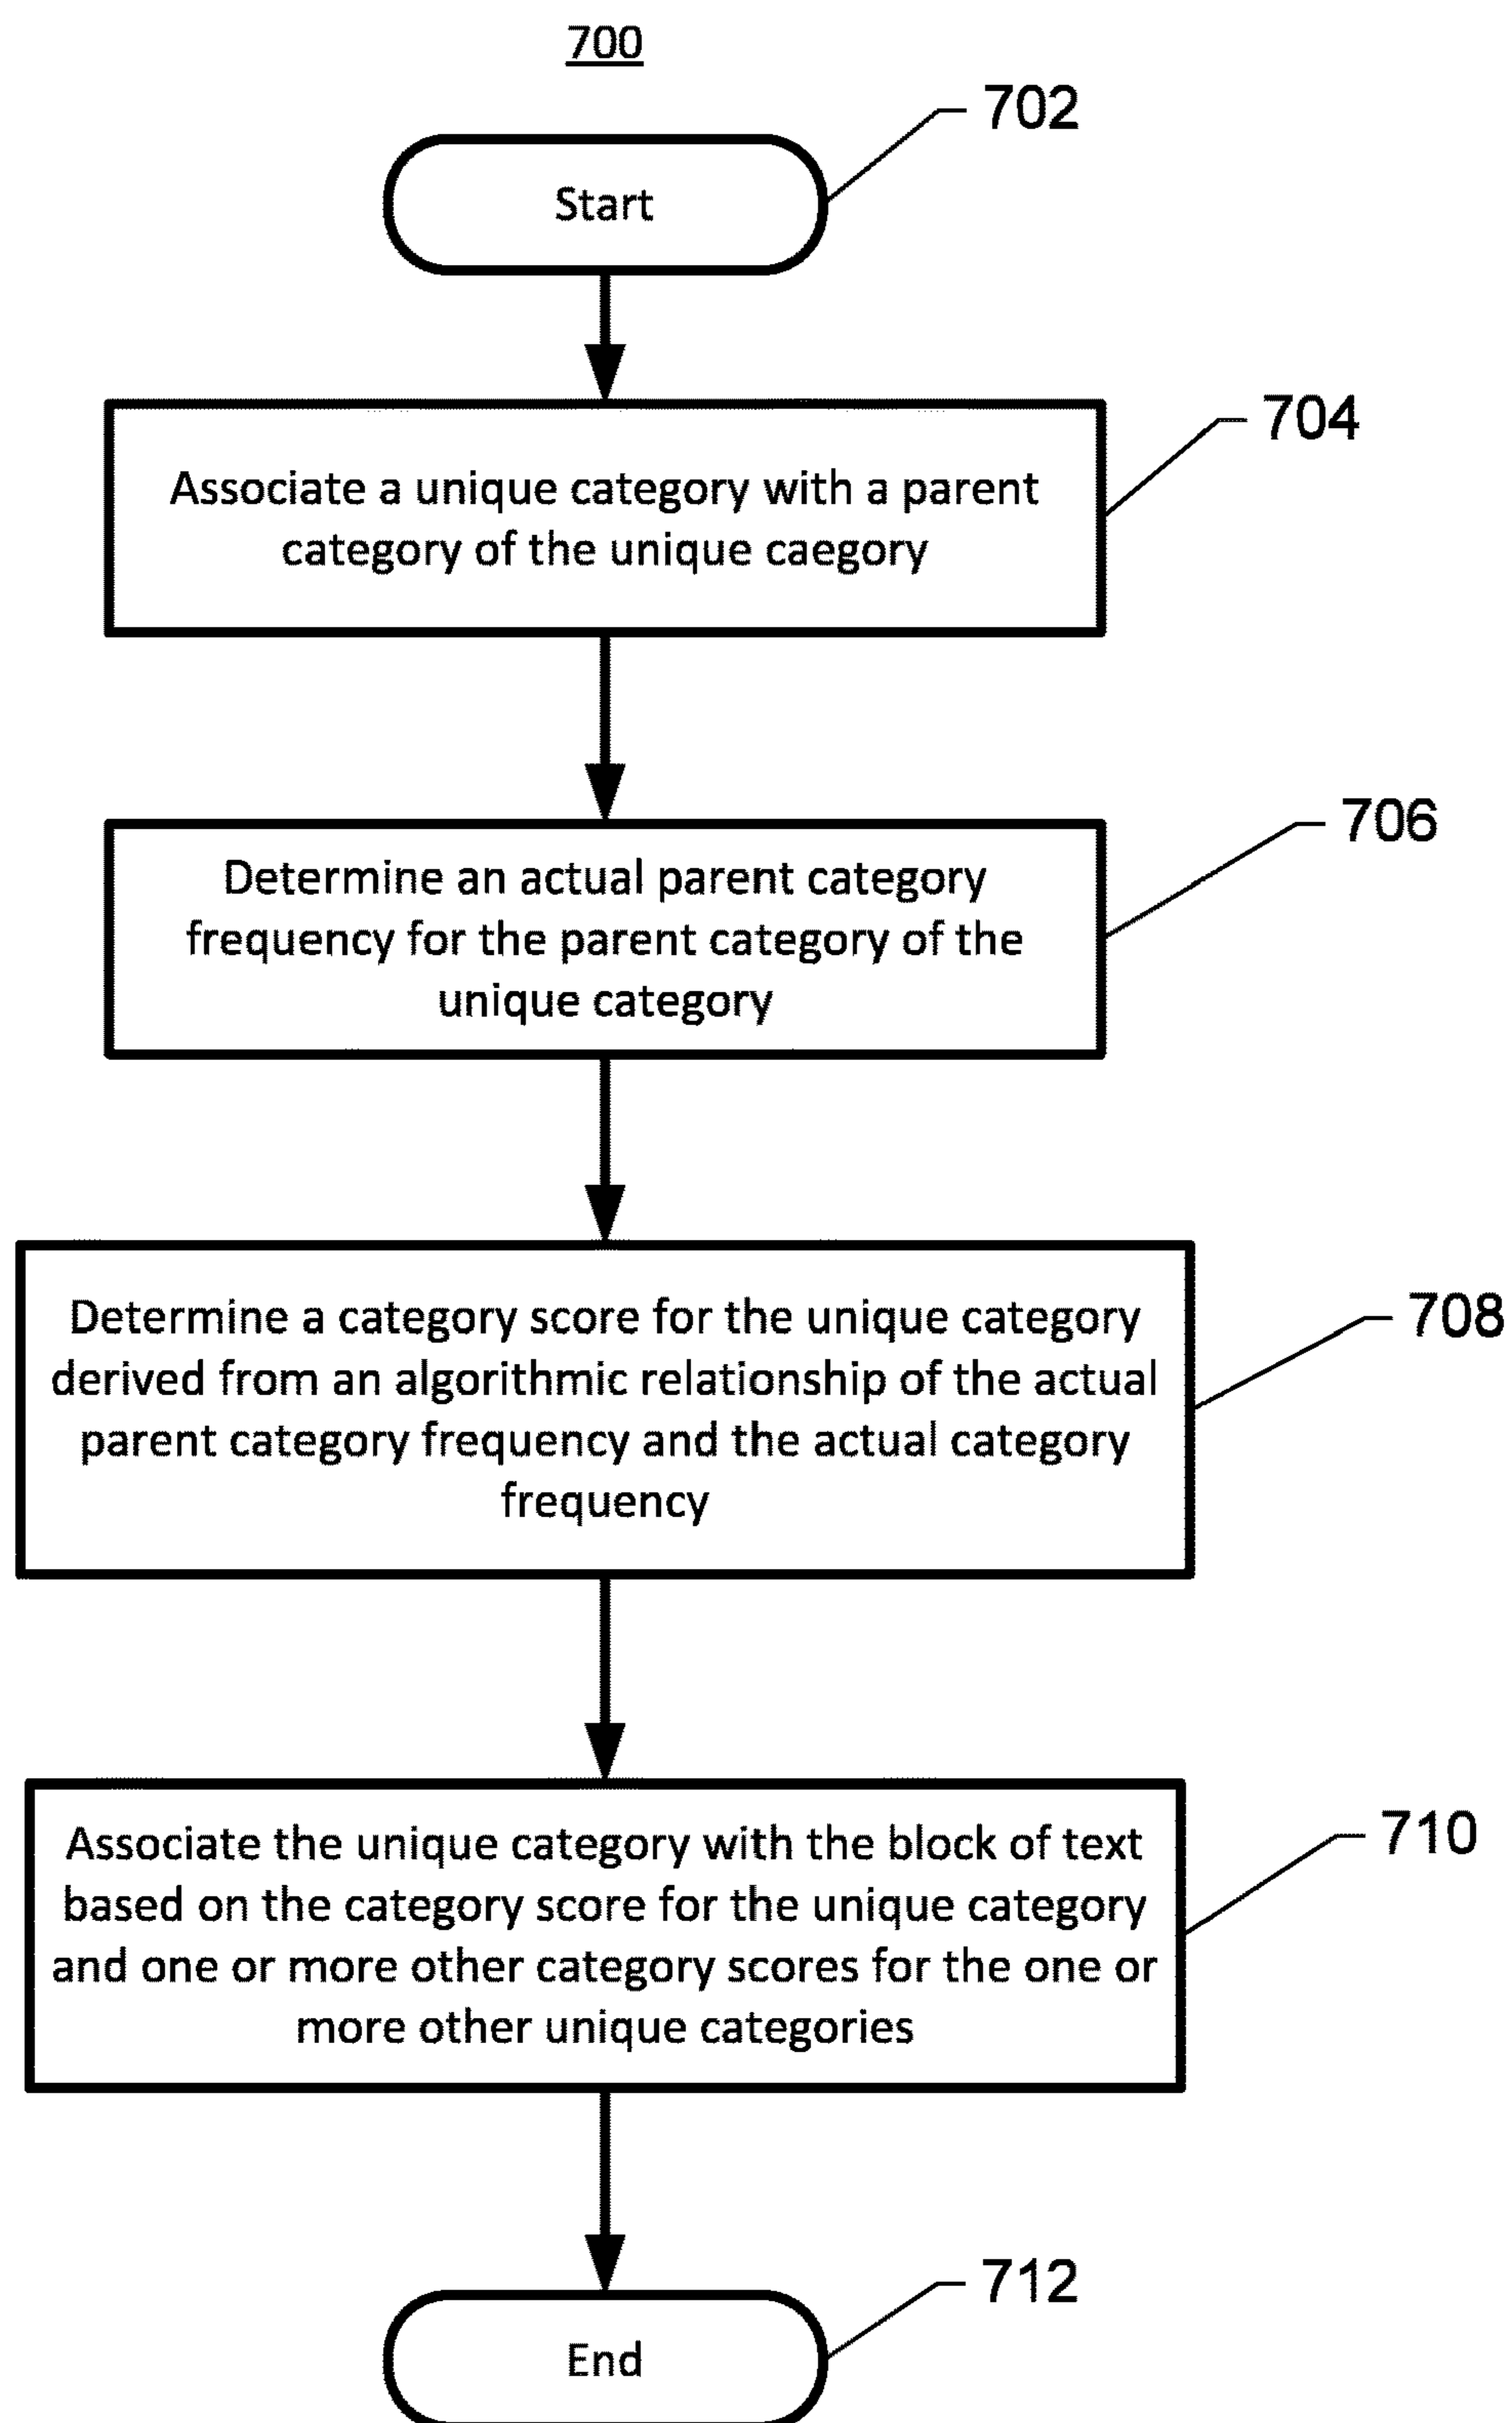 700
702
Start
704
Associate a unique category with a parent
category of the unique caegory
706
Determine an actual parent category
frequency for the parent category of the
unique category
708
Determine a category score for the unique category
derived from an algorithmic relationship of the actual
parent category frequency and the actual category
frequency
710
Associate the unique category with the block of text
based on the category score for the unique category
and one or more other category scores for the one or
more other unique categories
712
End